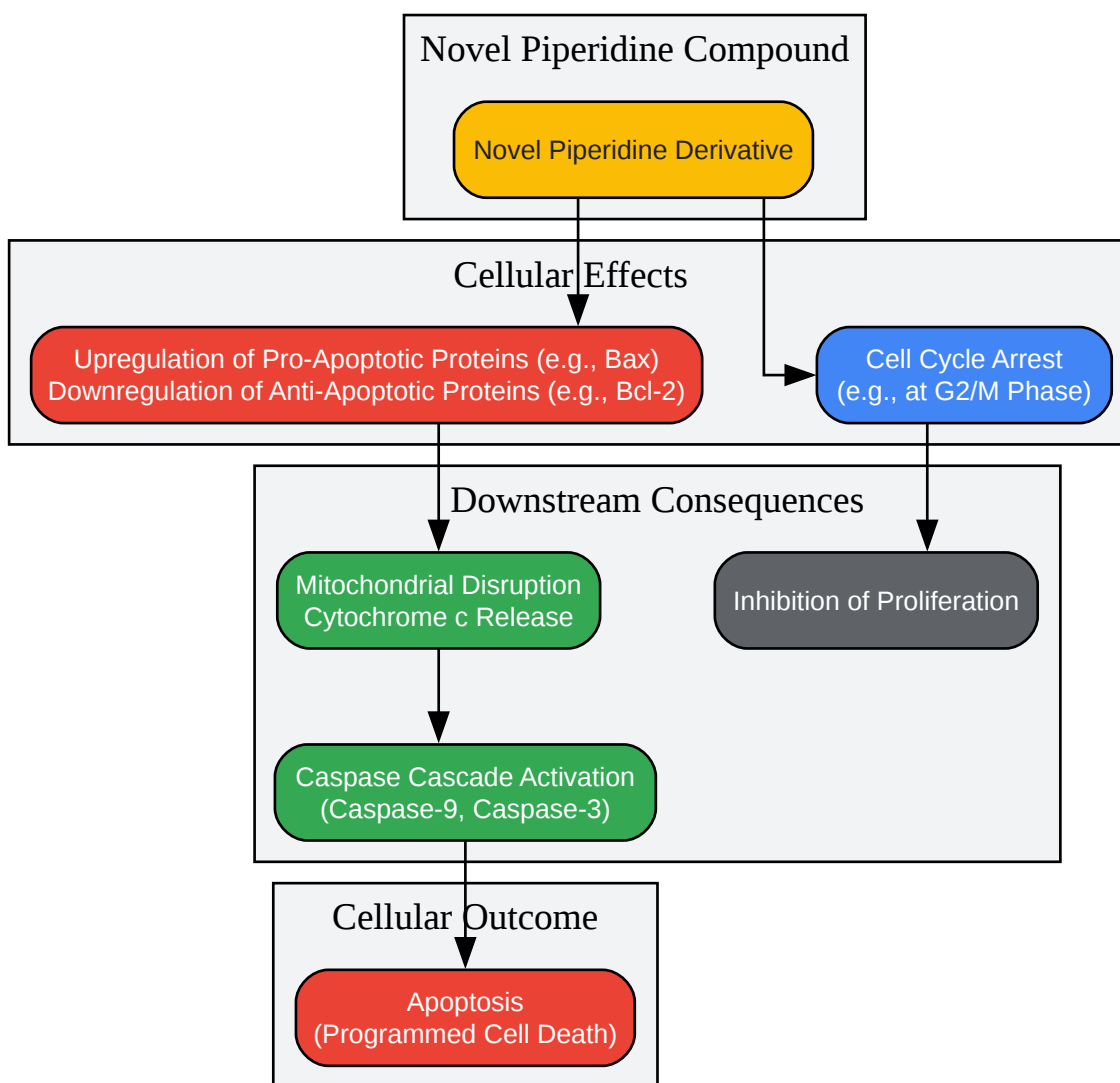 Novel Piperidine Compound
Novel Piperidine Derivative
Cellular Effects
Upregulation of Pro-Apoptotic Proteins (e.g., Bax)
Downregulation of Anti-Apoptotic Proteins (e.g., Bcl-2)
Cell Cycle Arrest
(e.g., at G2/M Phase)
Downstream Consequences
Mitochondrial Disruption
Cytochrome c Release
Inhibition of Proliferation
Caspase Cascade Activation
(Caspase-9, Caspase-3)
Cellular Outcome
Apoptosis
(Programmed Cell Death)